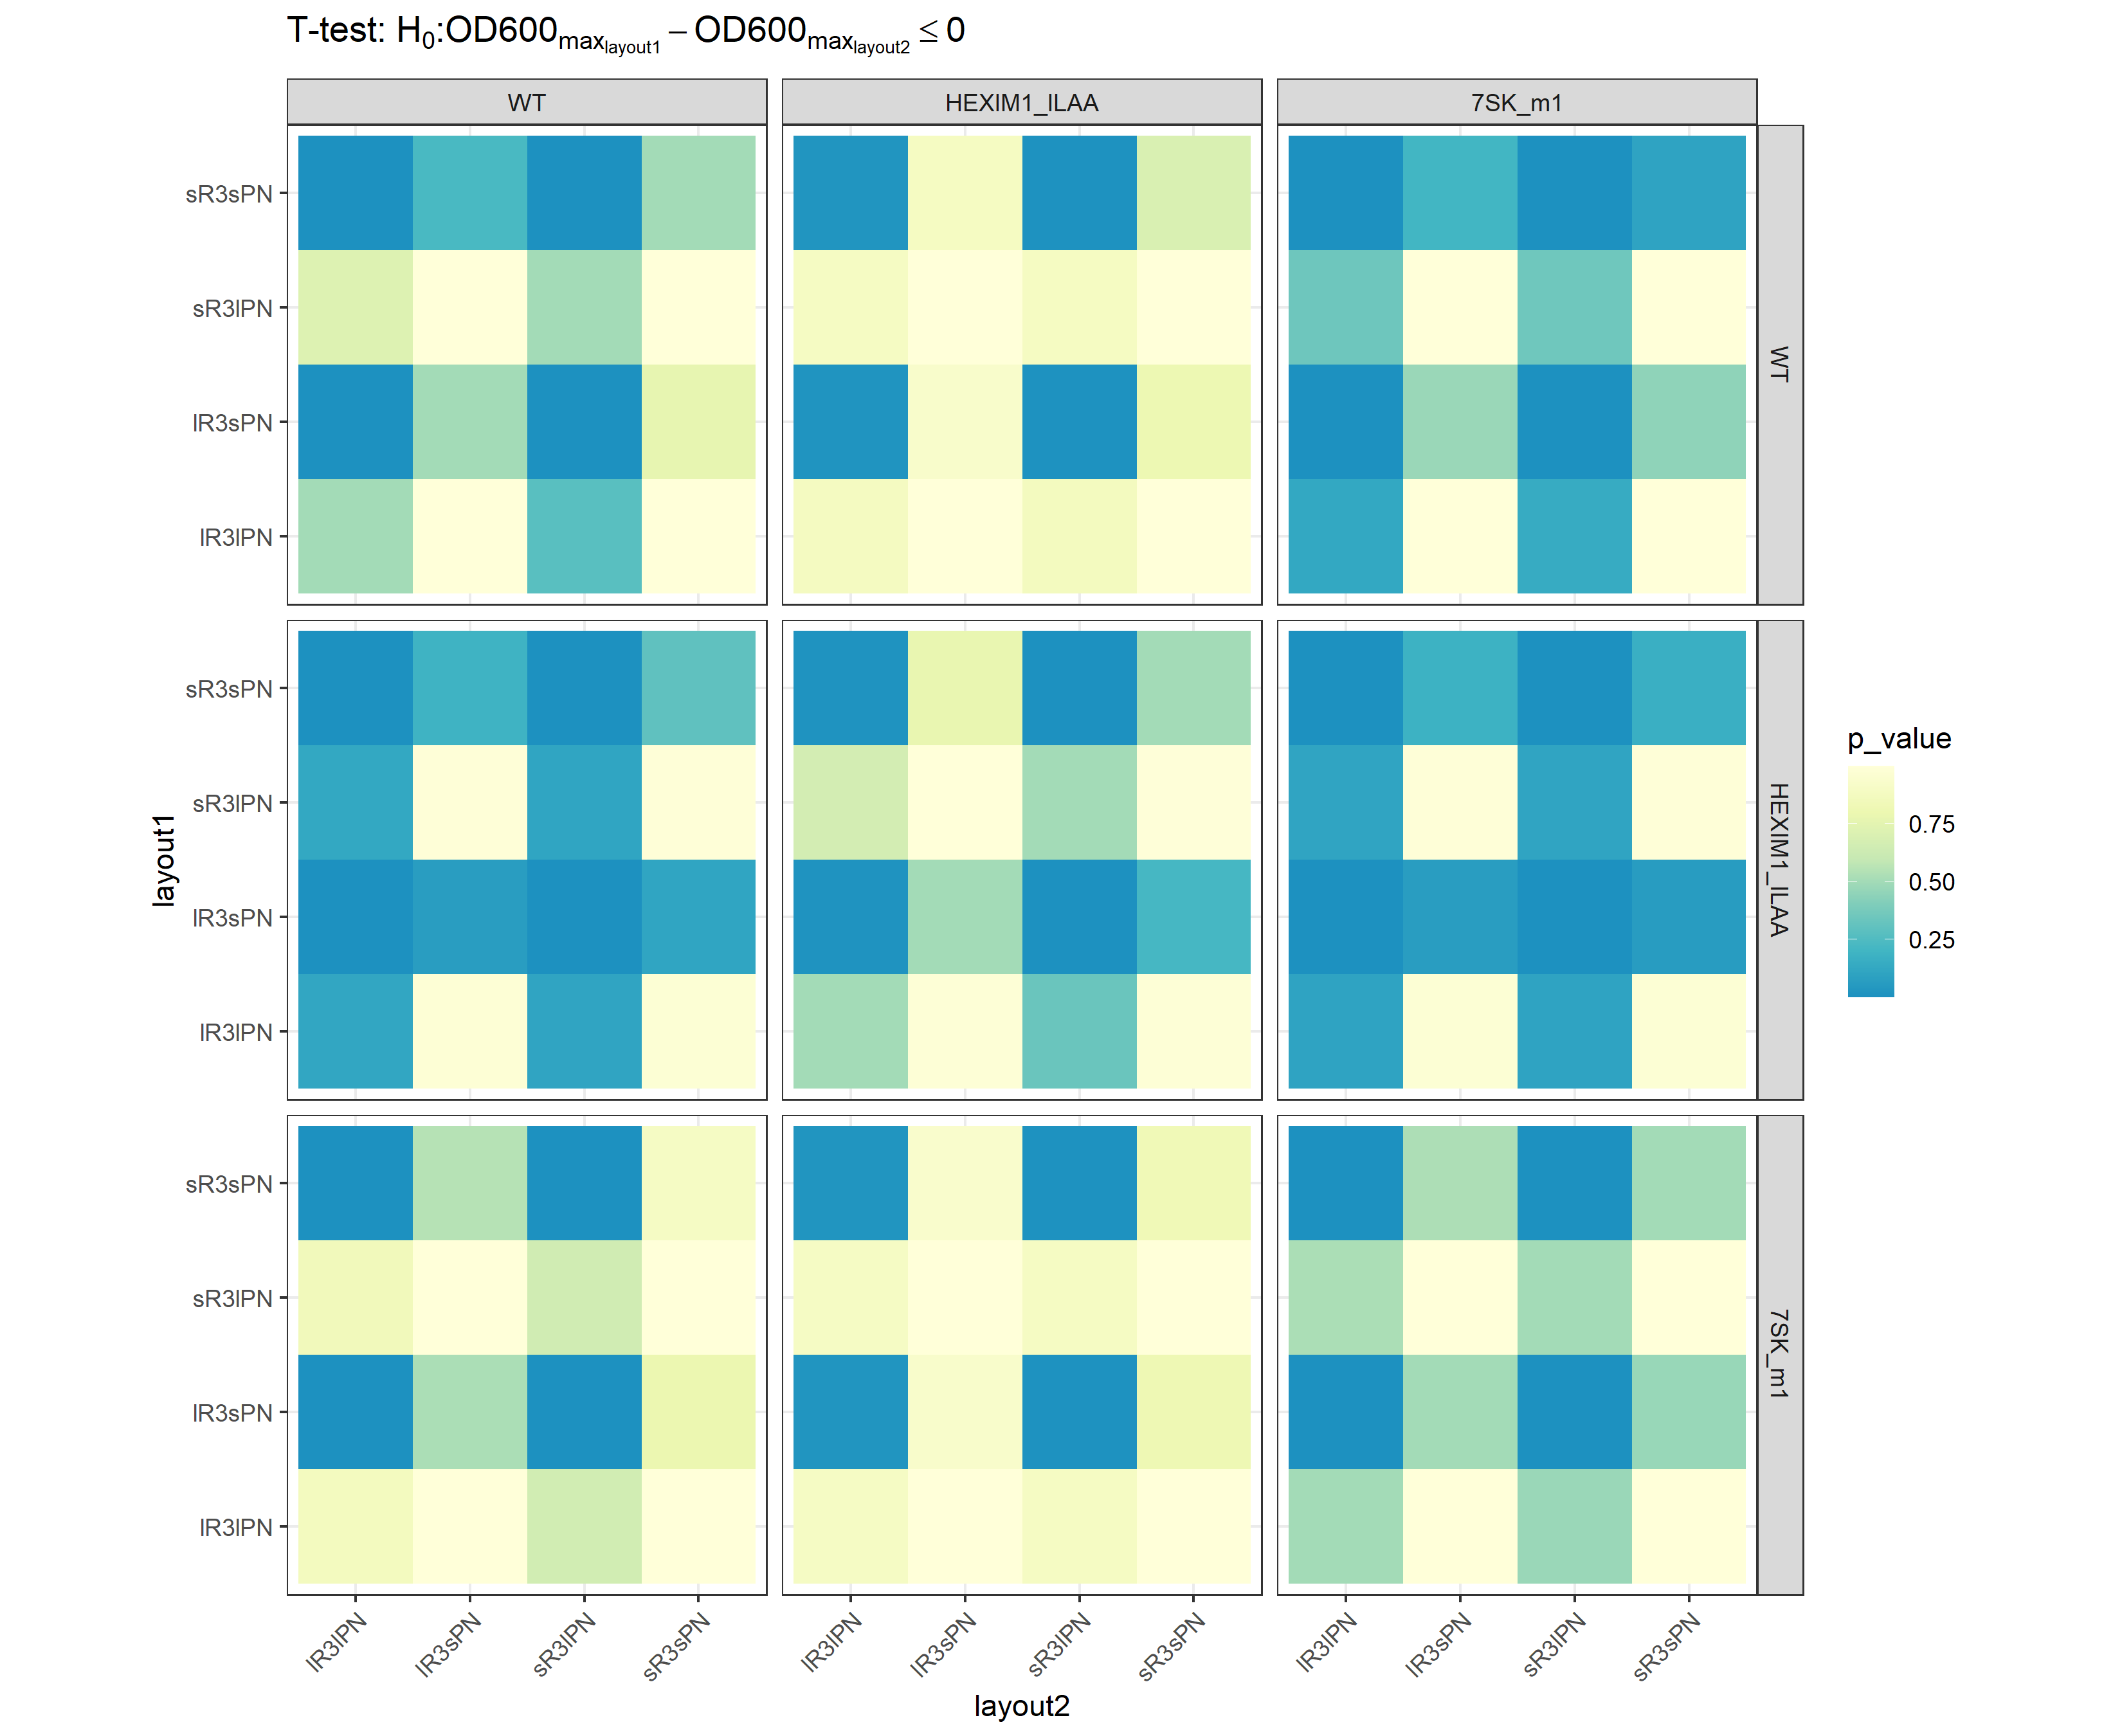 T-test: H0:OD600maxlayout1 − OD600maxlayout2 ≤ 0
WT
HEXIM1_ILAA
7SK_m1
sR3sPN
sR3lPN
lR3sPN
lR3lPN
WT
sR3sPN
sR3lPN
lR3sPN
lR3lPN
HEXIM1_ILAA
sR3sPN
sR3lPN
lR3sPN
lR3lPN
7SK_m1
layout1
lR3lPN
lR3sPN
sR3lPN
sR3sPN
lR3lPN
lR3sPN
sR3lPN
sR3sPN
lR3lPN
lR3sPN
sR3lPN
sR3sPN
layout2
p_value
0.75
0.50
0.25